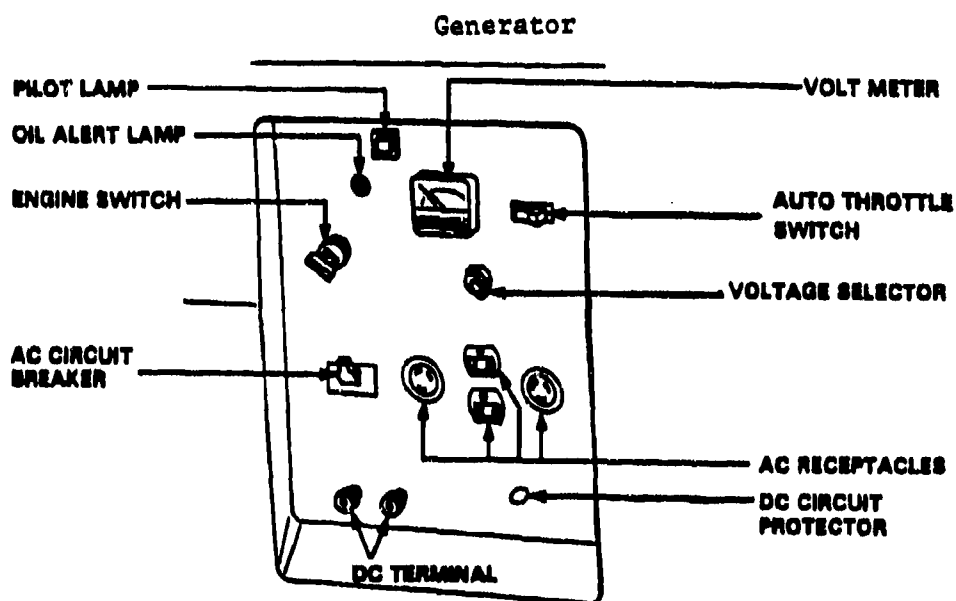 Generator
PILOT LAMP
VOLT METER
OIL ALERT LAMP
ENGINE SWITCH
AUTO THROTTLE
SWITCH
VOLTAGE SELECTOR
AC CIRCUIT
BREAKER
AC RECEPTACLES
DC CIRCUIT
PROTECTOR
DC TERMINAL